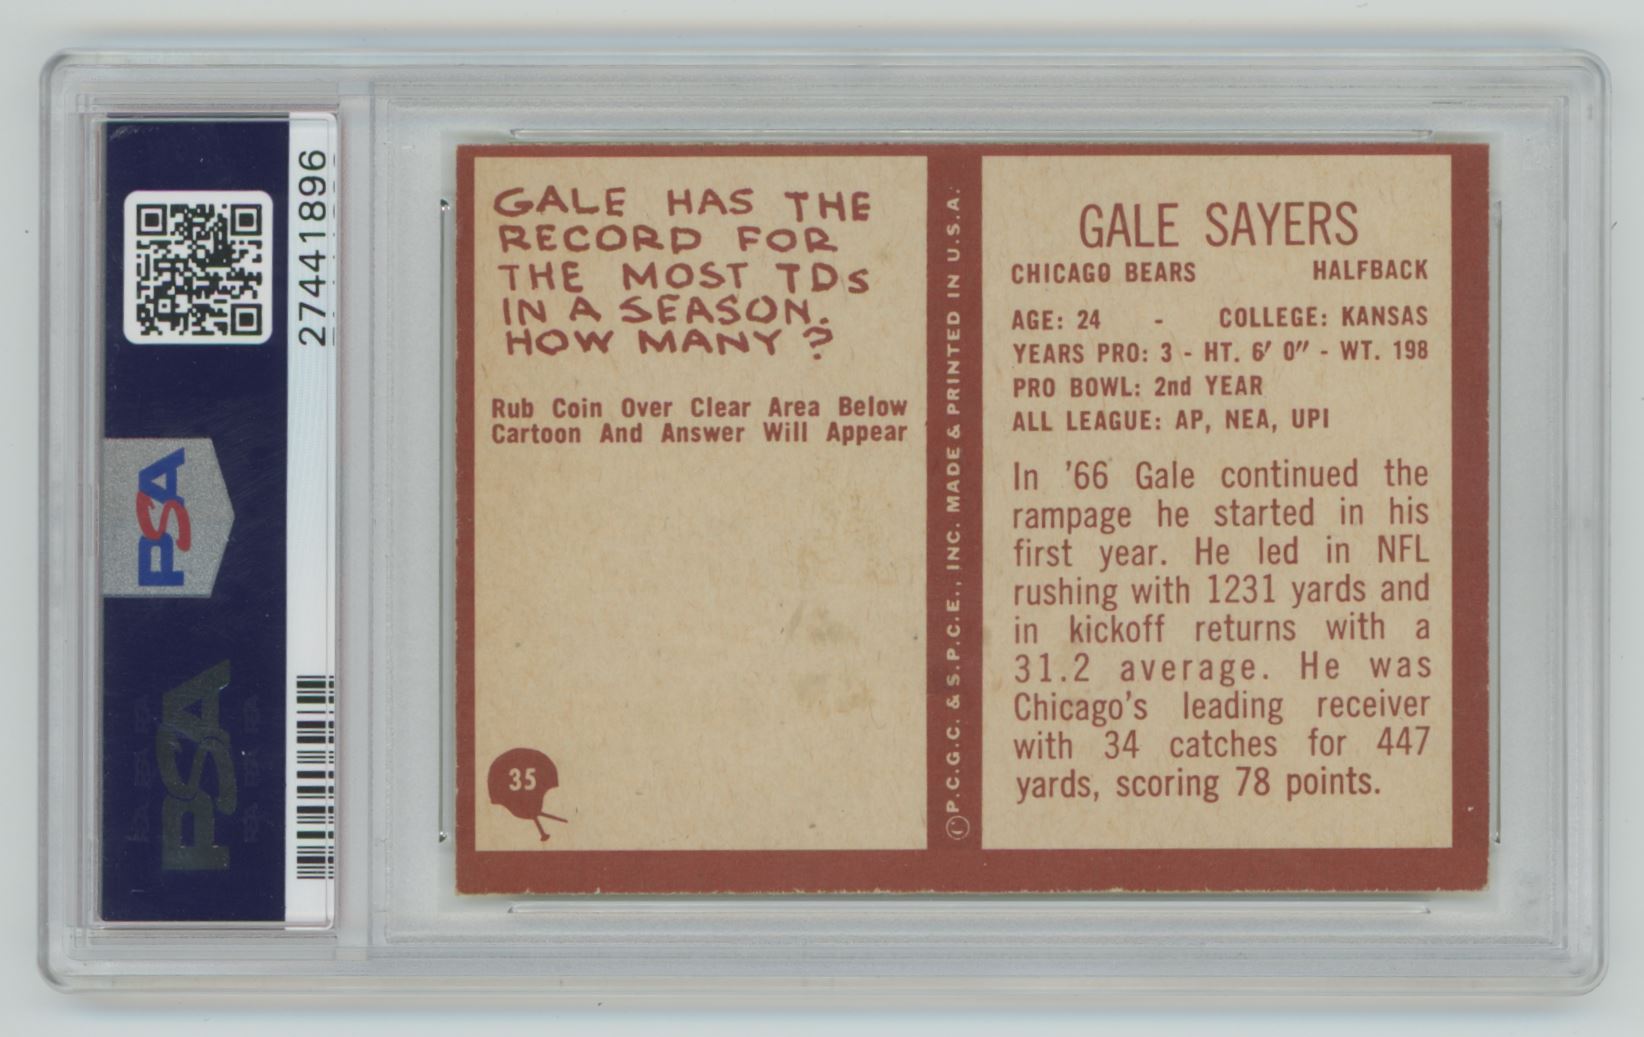 27441896
PSA
PSA
GALE HAS THE
RECORD FOR
THE MOST TDS
IN A SEASON.
HOW MANY?
Rub Coin Over Clear Area Below
Cartoon And Answer Will Appear
35
© P.C.G.C. & S.P.C.E., INC. MADE & PRINTED IN U.S.A.
GALE SAYERS
CHICAGO BEARS HALFBACK
AGE: 24 - COLLEGE: KANSAS
YEARS PRO: 3 - HT. 6' 0" - WT. 198
PRO BOWL: 2nd YEAR
ALL LEAGUE: AP, NEA, UPI
In '66 Gale continued the
rampage he started in his
first year. He led in NFL
rushing with 1231 yards and
in kickoff returns with a
31.2 average. He was
Chicago's leading receiver
with 34 catches for 447
yards, scoring 78 points.